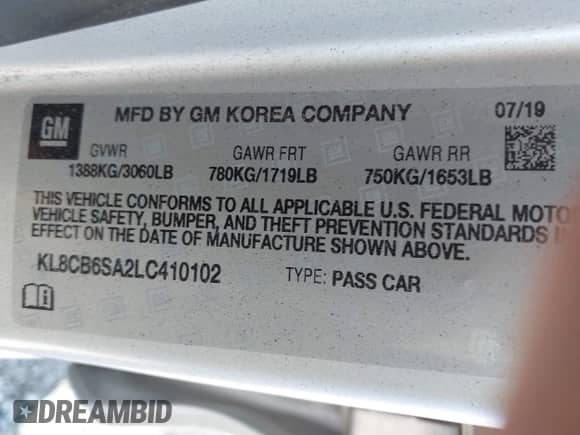 GM MFD BY GM KOREA COMPANY 07/19
GVWR GAWR FRT GAWR RR
1388KG/3060LB 780KG/1719LB 750KG/1653LB
THIS VEHICLE CONFORMS TO ALL APPLICABLE U.S. FEDERAL MOTO
VEHICLE SAFETY, BUMPER, AND THEFT PREVENTION STANDARDS I
EFFECT ON THE DATE OF MANUFACTURE SHOWN ABOVE.
KL8CB6SA2LC410102 TYPE: PASS CAR
DREAMBID